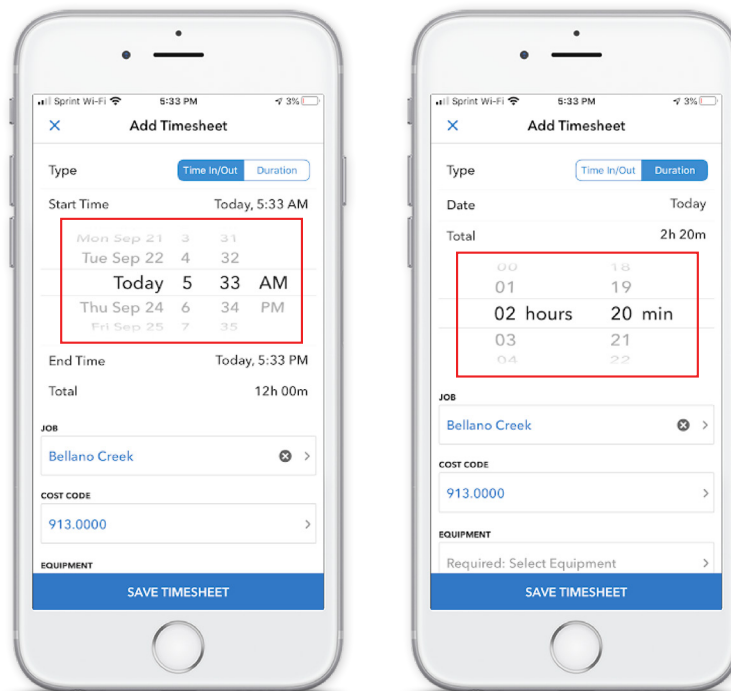 Sprint Wi-Fi 5:33 PM 3%
× Add Timesheet
Type Time In/Out Duration
Start Time Today, 5:33 AM
Mon Sep 21 3 31
Tue Sep 22 4 32
Today 5 33 AM
Thu Sep 24 6 34 PM
Fri Sep 25 7 35
End Time Today, 5:33 PM
Total 12h 00m
JOB
Bellano Creek
COST CODE
913.0000
EQUIPMENT
SAVE TIMESHEET
Sprint Wi-Fi 5:33 PM 3%
× Add Timesheet
Type Time In/Out Duration
Date Today
Total 2h 20m
00 18
01 19
02 hours 20 min
03 21
04 22
JOB
Bellano Creek
COST CODE
913.0000
EQUIPMENT
Required: Select Equipment
SAVE TIMESHEET